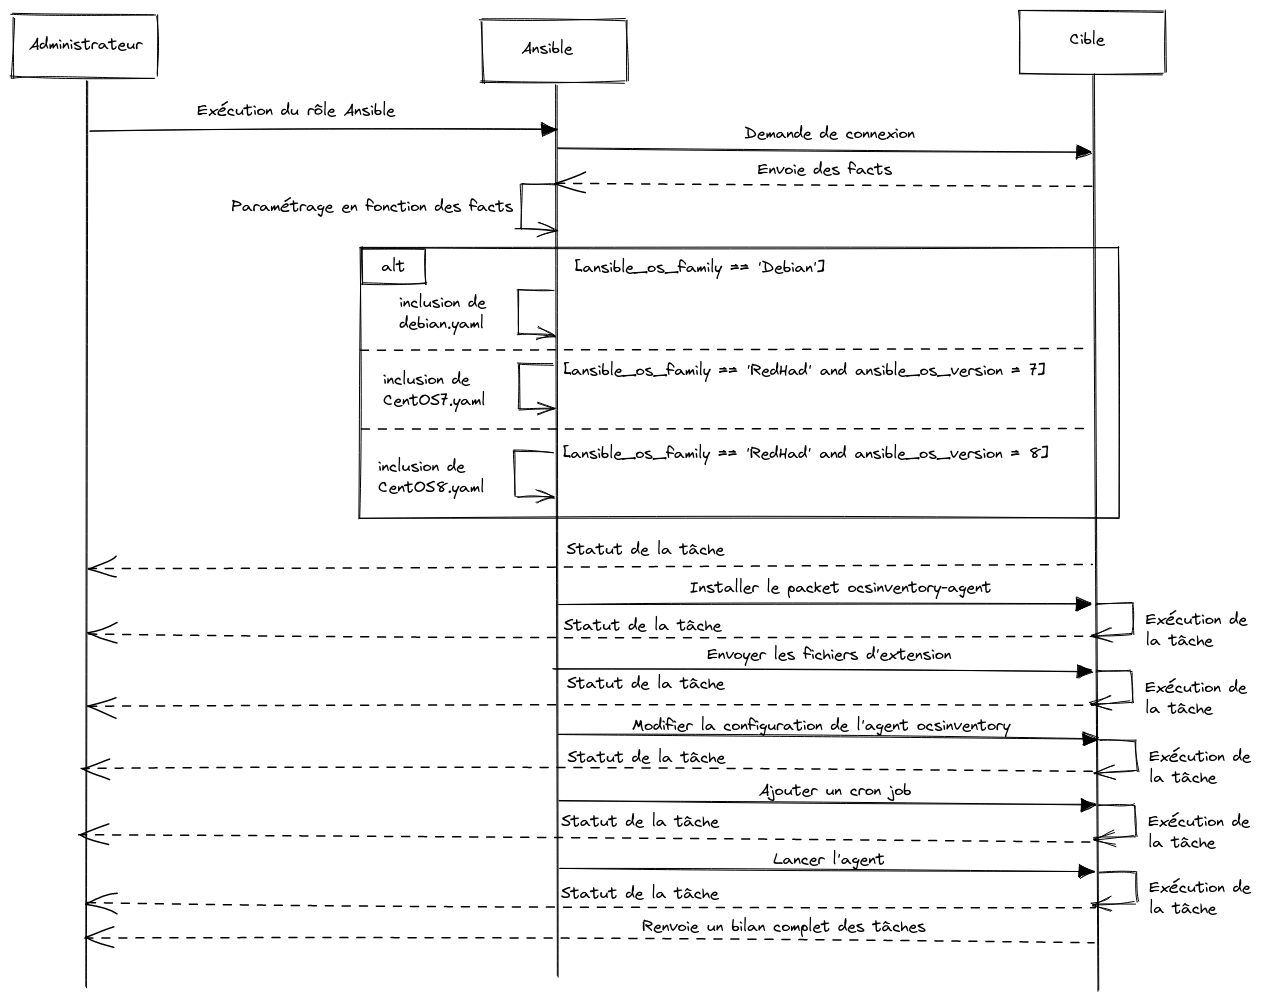 Administrateur
Ansible
Cible
Exécution du rôle Ansible
Demande de connexion
Envoie des facts
Paramétrage en fonction des facts
alt
[ansible_os_family == 'Debian']
inclusion de
debian.yaml
[ansible_os_family == 'RedHad' and ansible_os_version = 7]
inclusion de
CentOS7.yaml
[ansible_os_family == 'RedHad' and ansible_os_version = 8]
inclusion de
CentOS8.yaml
Statut de la tâche
Installer le packet ocsinventory-agent
Exécution de
la tâche
Statut de la tâche
Envoyer les fichiers d'extension
Exécution de
la tâche
Statut de la tâche
Modifier la configuration de l'agent ocsinventory
Exécution de
la tâche
Statut de la tâche
Ajouter un cron job
Exécution de
la tâche
Statut de la tâche
Lancer l'agent
Exécution de
la tâche
Statut de la tâche
Renvoie un bilan complet des tâches